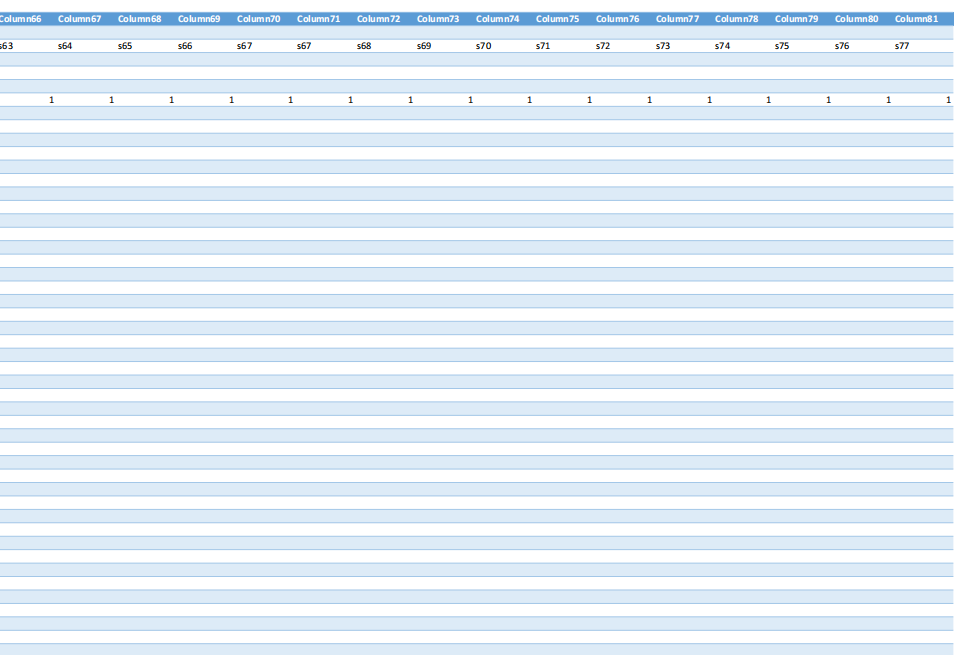 Column66 Column67 Column68 Column69 Column70 Column71 Column72 Column73 Column74 Column75 Column76 Column77 Column78 Column79 Column80 Column81
s63 s64 s65 s66 s67 s67 s68 s69 s70 s71 s72 s73 s74 s75 s76 s77
1 1 1 1 1 1 1 1 1 1 1 1 1 1 1 1